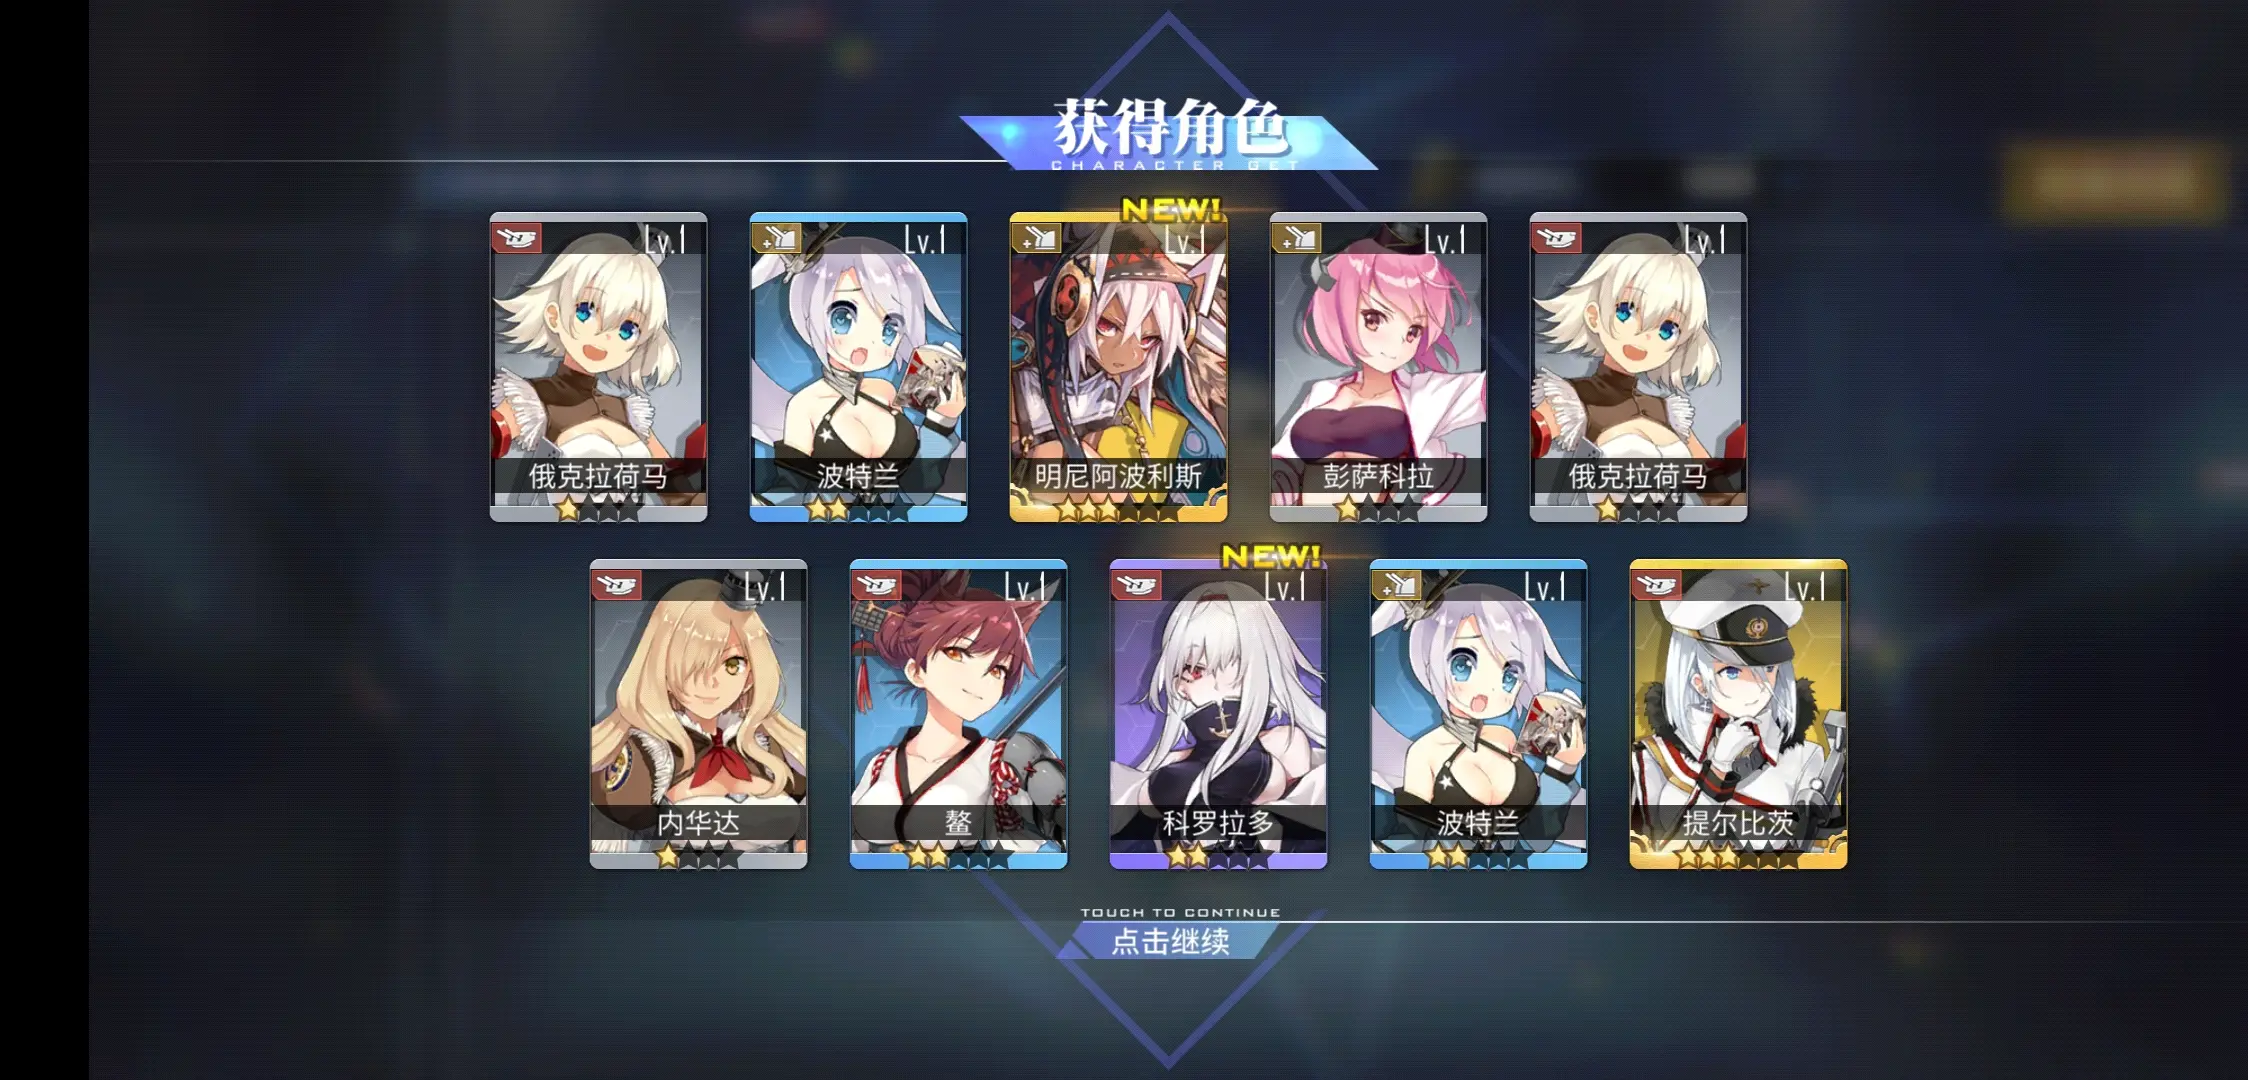 获得角色
CHARACTER GET
NEW!
Lv.1
Lv.1
Lv.1
Lv.1
Lv.1
俄克拉荷马
波特兰
明尼阿波利斯
彭萨科拉
俄克拉荷马
NEW!
Lv.1
Lv.1
Lv.1
Lv.1
Lv.1
内华达
鳌
科罗拉多
波特兰
提尔比茨
TOUCH TO CONTINUE
点击继续